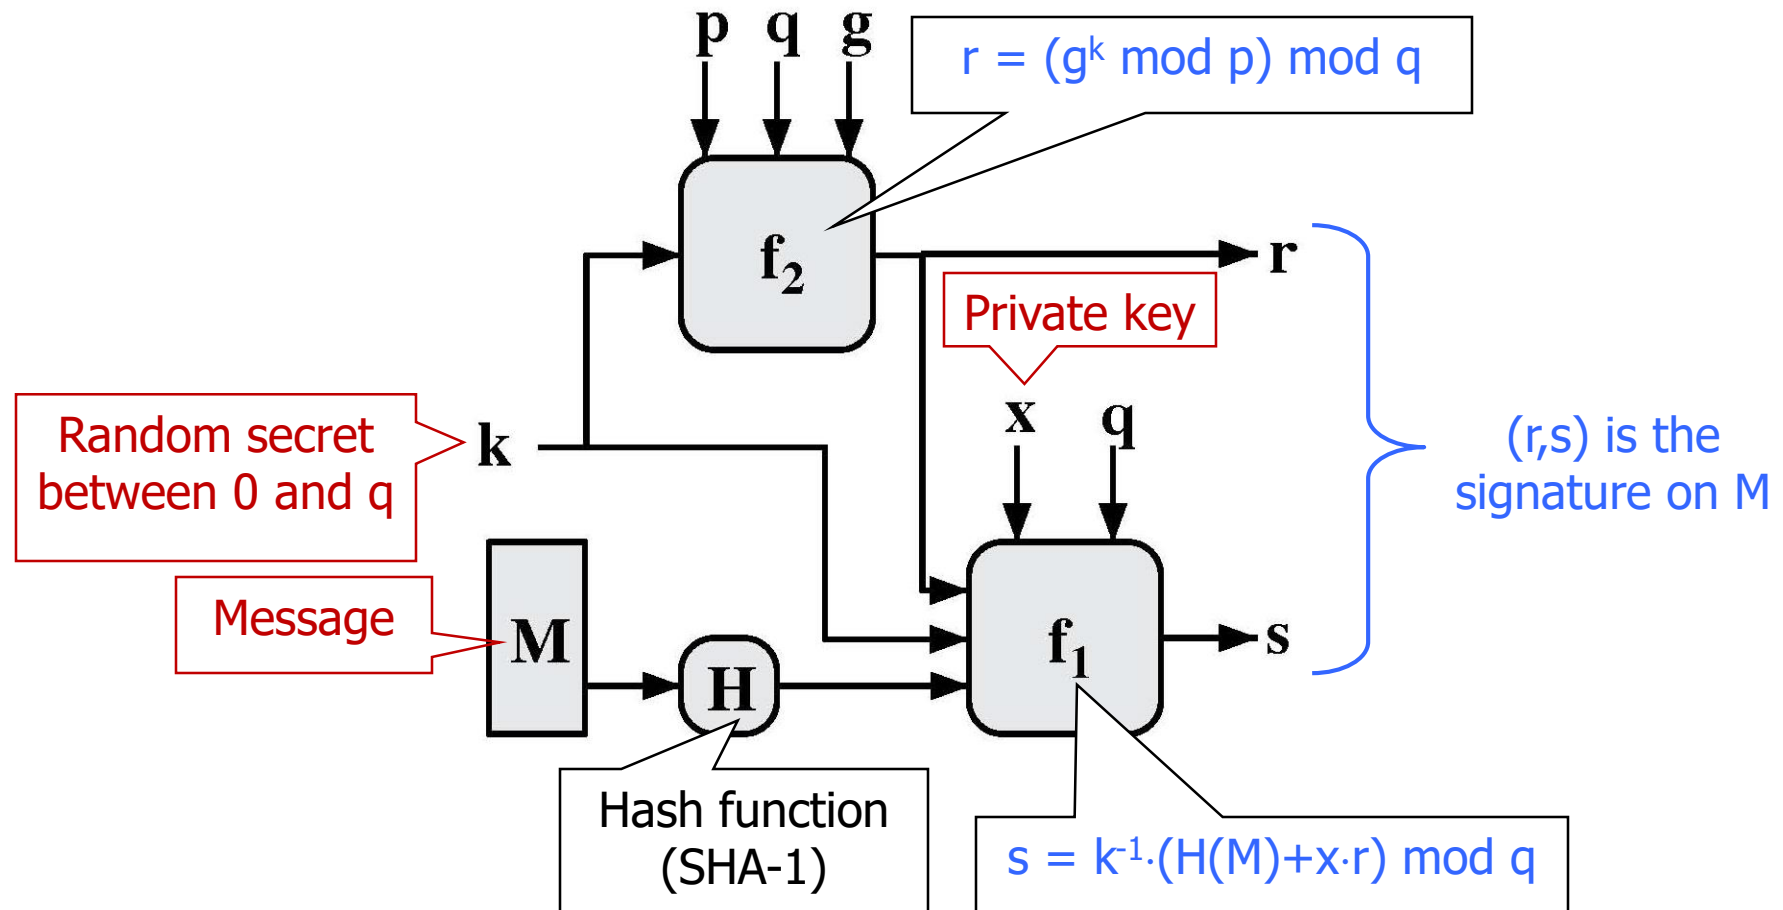 p q g
r = (gᵏ mod p) mod q
f₂
r
Private key
x q
Random secret
between 0 and q
k
(r,s) is the
signature on M
Message
M
H
f₁
s
Hash function
(SHA-1)
s = k⁻¹·(H(M)+x·r) mod q